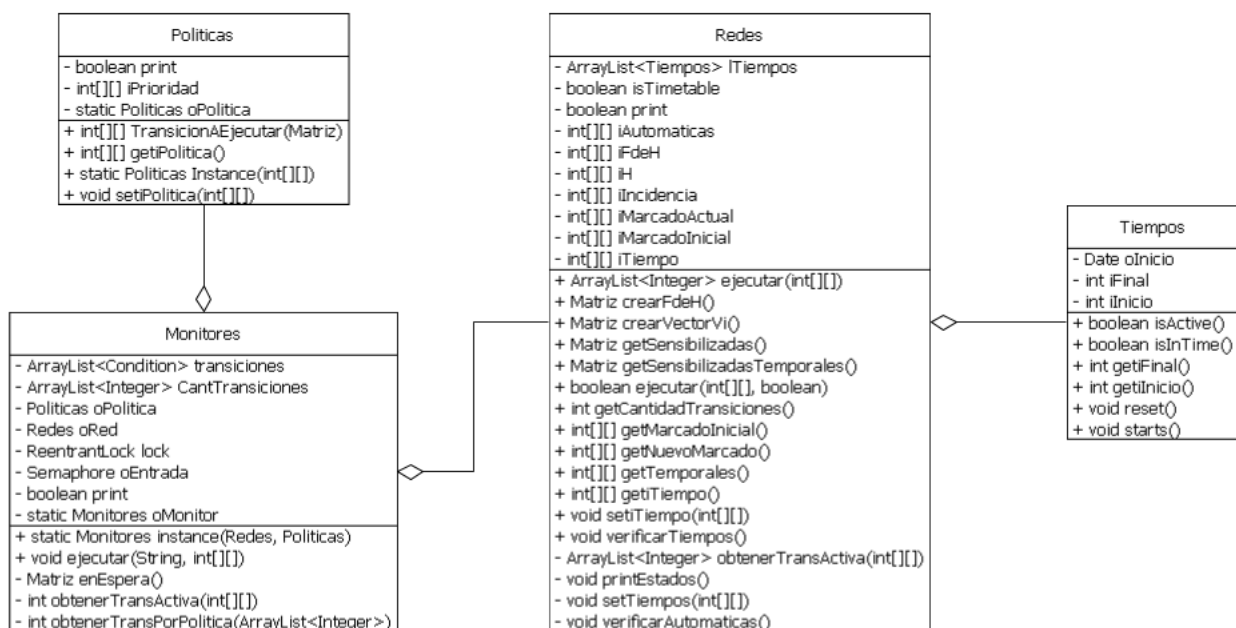 Politicas
- boolean print
- int[][] iPrioridad
- static Politicas oPolitica
+ int[][] TransicionAEjecutar(Matriz)
+ int[][] getiPolitica()
+ static Politicas Instance(int[][])
+ void setiPolitica(int[][])
Monitores
- ArrayList<Condition> transiciones
- ArrayList<Integer> CantTransiciones
- Politicas oPolitica
- Redes oRed
- ReentrantLock lock
- Semaphore oEntrada
- boolean print
- static Monitores oMonitor
+ static Monitores instance(Redes, Politicas)
+ void ejecutar(String, int[][])
- Matriz enEspera()
- int obtenerTransActiva(int[][])
- int obtenerTransPorPolitica(ArrayList<Integer>)
Redes
- ArrayList<Tiempos> lTiempos
- boolean isTimetable
- boolean print
- int[][] iAutomaticas
- int[][] iFdeH
- int[][] iH
- int[][] iIncidencia
- int[][] iMarcadoActual
- int[][] iMarcadoInicial
- int[][] iTiempo
+ ArrayList<Integer> ejecutar(int[][])
+ Matriz crearFdeH()
+ Matriz crearVectorVi()
+ Matriz getSensibilizadas()
+ Matriz getSensibilizadasTemporales()
+ boolean ejecutar(int[][], boolean)
+ int getCantidadTransiciones()
+ int[][] getMarcadoInicial()
+ int[][] getNuevoMarcado()
+ int[][] getTemporales()
+ int[][] getiTiempo()
+ void setiTiempo(int[][])
+ void verificarTiempos()
- ArrayList<Integer> obtenerTransActiva(int[][])
- void printEstados()
- void setTiempos(int[][])
- void verificarAutomaticas()
Tiempos
- Date oInicio
- int iFinal
- int iInicio
+ boolean isActive()
+ boolean isInTime()
+ int getiFinal()
+ int getiInicio()
+ void reset()
+ void starts()